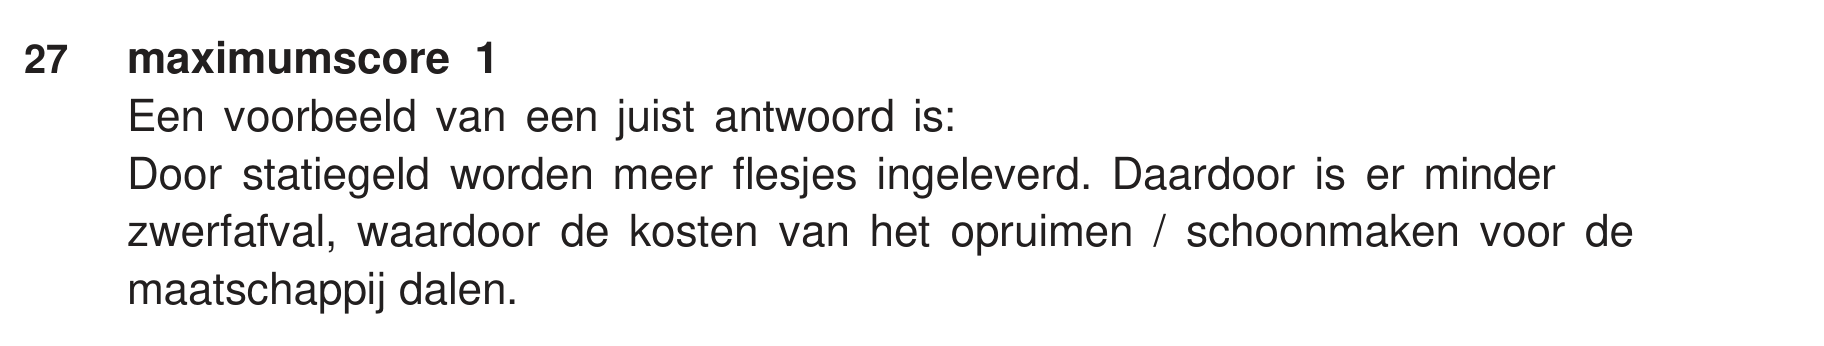 27 maximumscore 1
Een voorbeeld van een juist antwoord is:
Door statiegeld worden meer flesjes ingeleverd. Daardoor is er minder
zwerfafval, waardoor de kosten van het opruimen / schoonmaken voor de
maatschappij dalen.